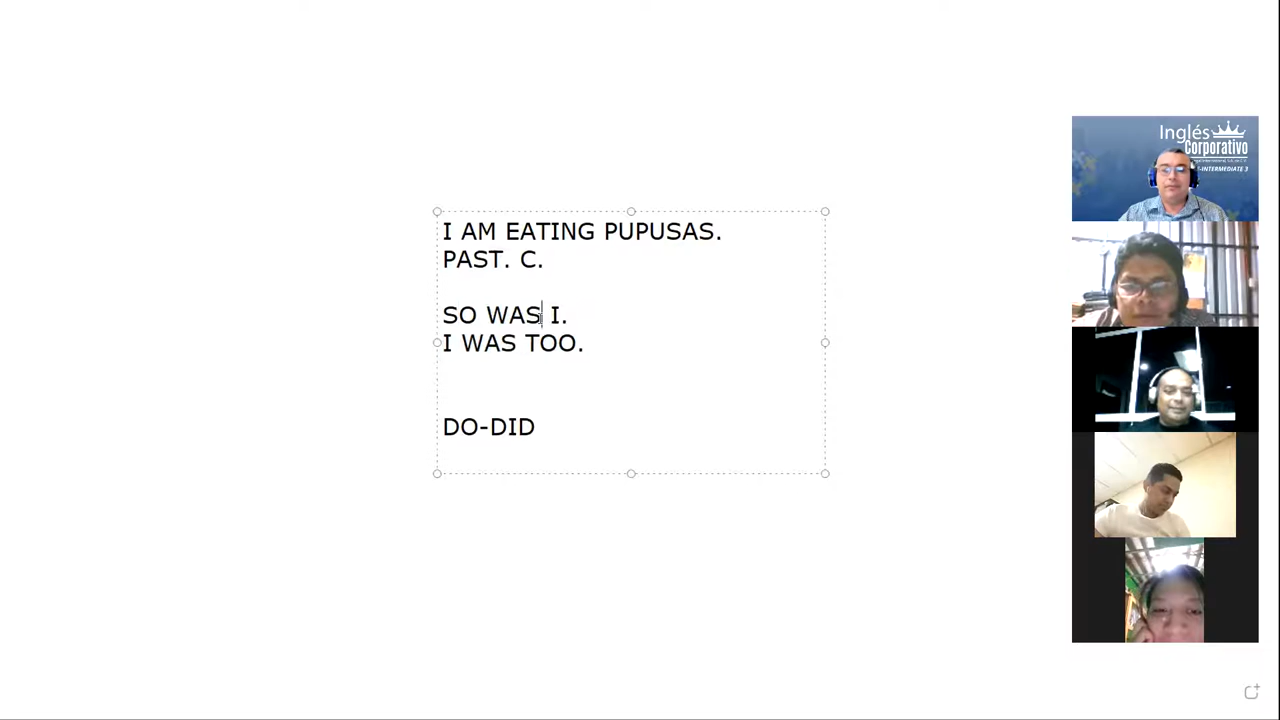 I AM EATING PUPUSAS.
PAST. C.
SO WAS I.
I WAS TOO.
DO-DID
Inglés
Corporativo
-INTERMEDIATE 3